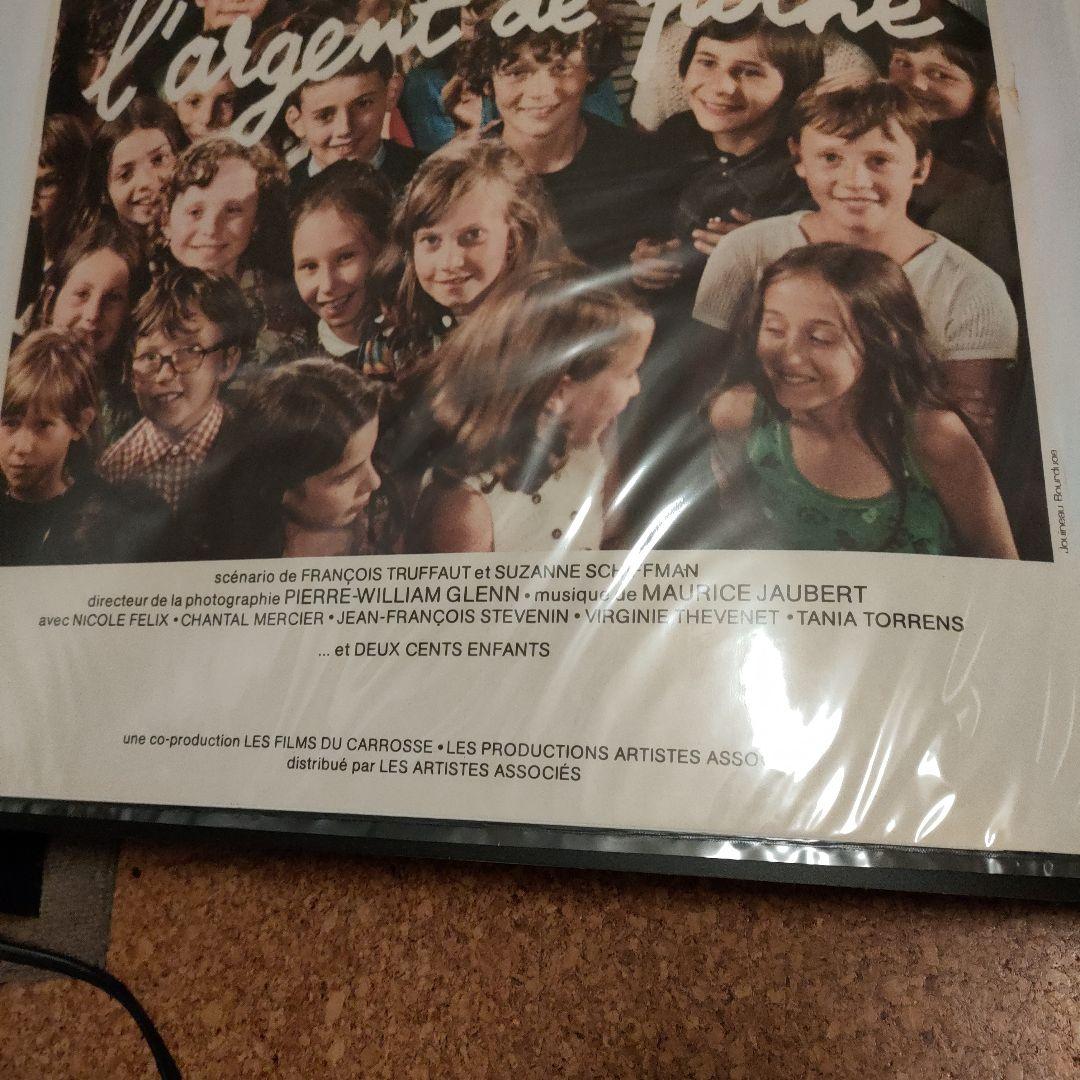 l'argent de poche
Jouineau Bourduge
scénario de FRANÇOIS TRUFFAUT et SUZANNE SCHIFFMAN
directeur de la photographie PIERRE-WILLIAM GLENN • musique de MAURICE JAUBERT
avec NICOLE FELIX • CHANTAL MERCIER • JEAN-FRANÇOIS STEVENIN • VIRGINIE THEVENET • TANIA TORRENS
... et DEUX CENTS ENFANTS
une co-production LES FILMS DU CARROSSE • LES PRODUCTIONS ARTISTES ASSO
distribué par LES ARTISTES ASSOCIÉS